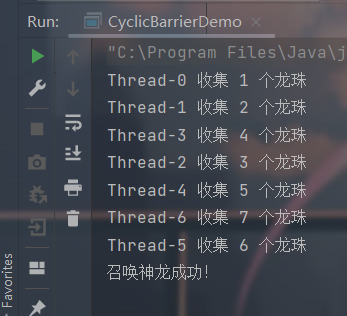 Run: CyclicBarrierDemo
"C:\Program Files\Java\j
Thread-0 收集 1 个龙珠
Thread-1 收集 2 个龙珠
Thread-3 收集 4 个龙珠
Thread-2 收集 3 个龙珠
Thread-4 收集 5 个龙珠
Thread-6 收集 7 个龙珠
Thread-5 收集 6 个龙珠
召唤神龙成功!
Favorites